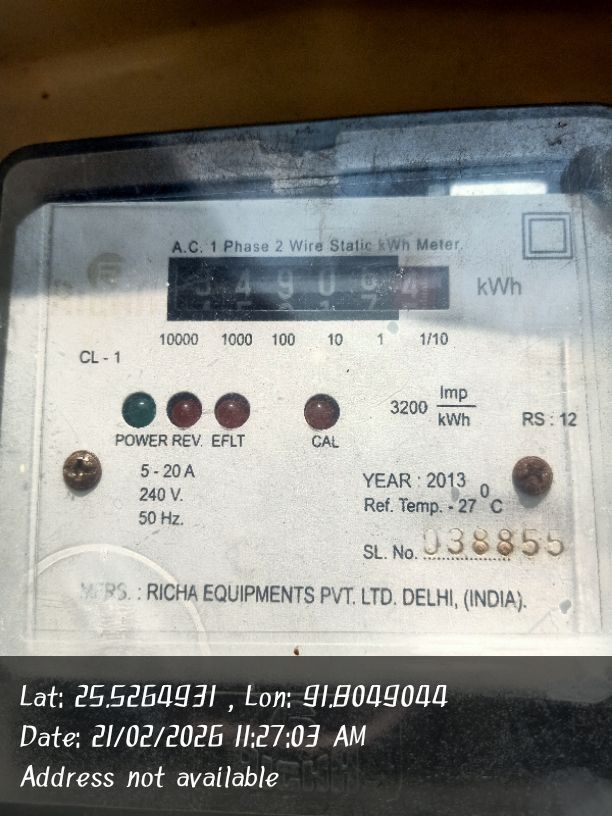 A.C. 1 Phase 2 Wire Static kWh Meter.
kWh
10000 1000 100 10 1 1/10
CL - 1
3200 Imp/kWh
RS : 12
POWER REV. EFLT CAL
5 - 20 A
240 V.
50 Hz.
YEAR : 2013
Ref. Temp. - 27 °C
SL. No. 038855
MFRS. : RICHA EQUIPMENTS PVT. LTD. DELHI, (INDIA).
Lat: 25.5264931 , Lon: 91.8049044
Date: 21/02/2026 11:27:03 AM
Address not available